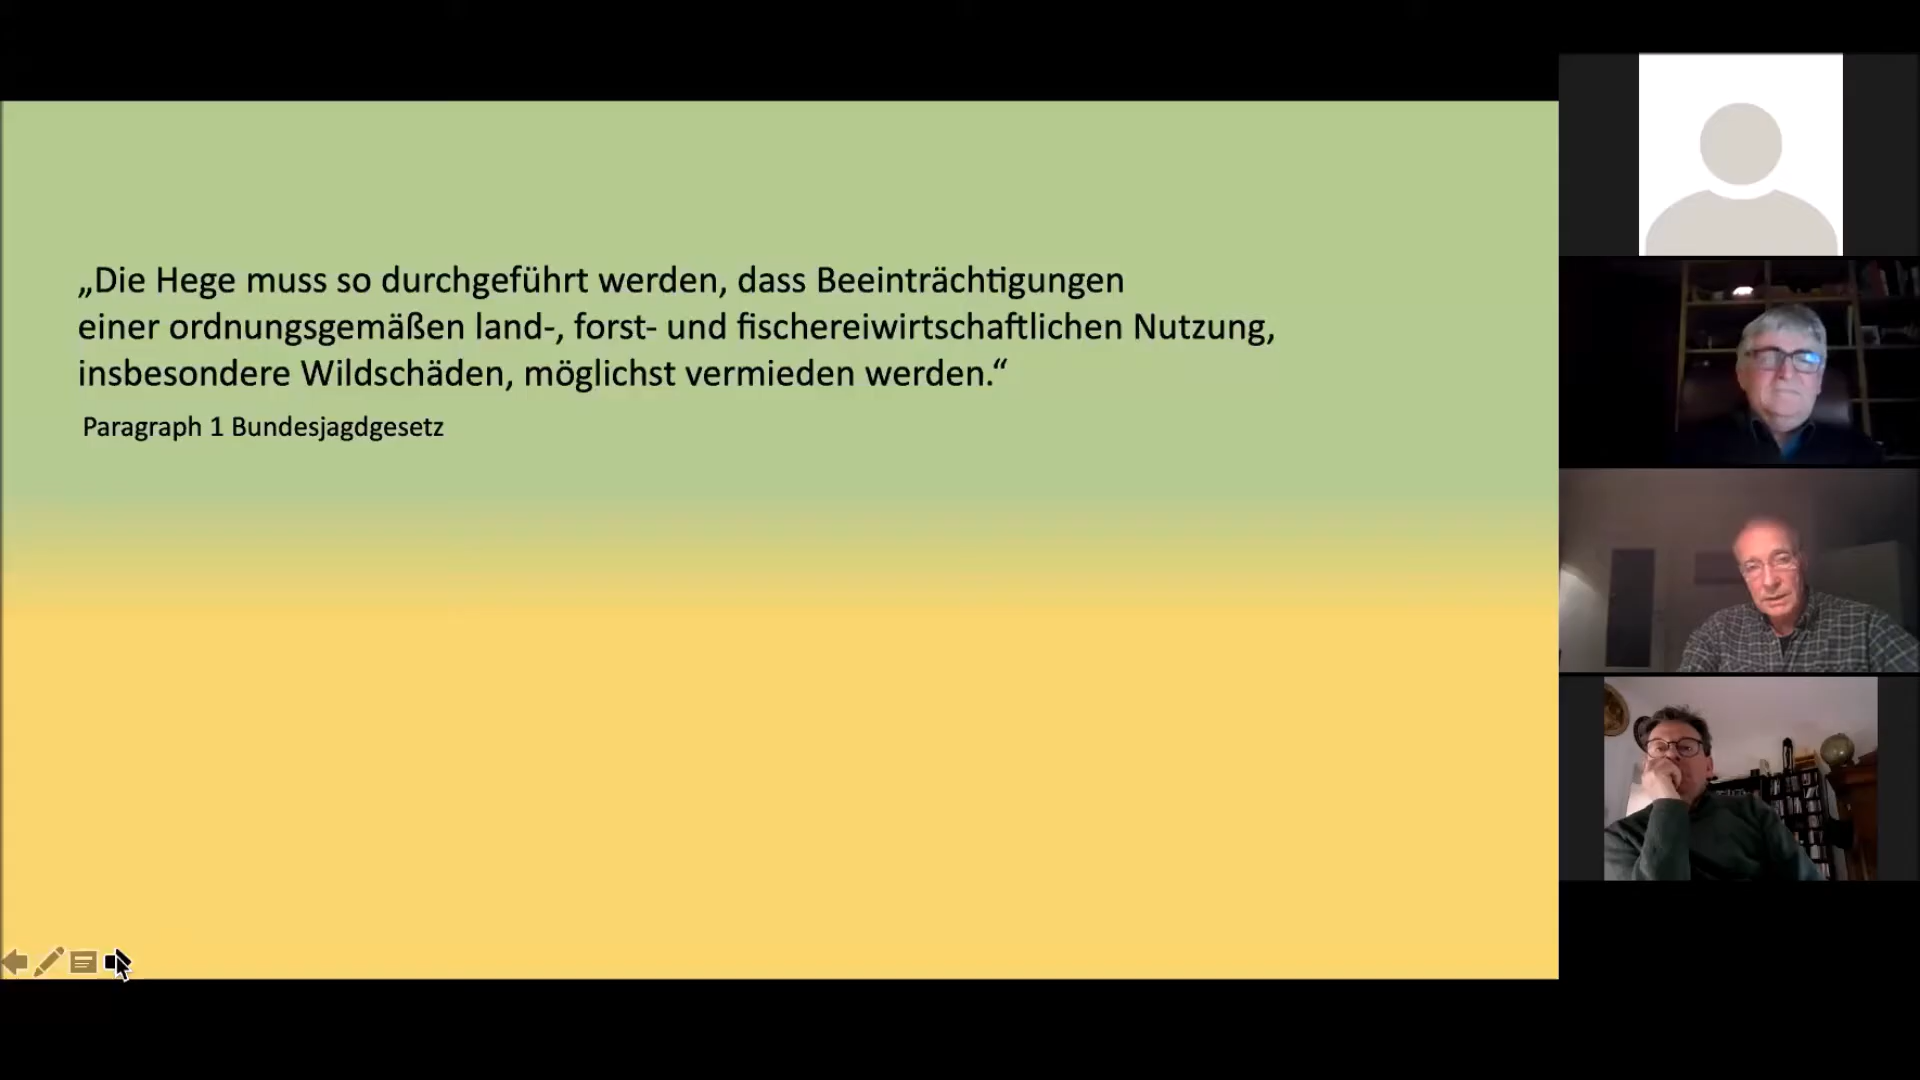 „Die Hege muss so durchgeführt werden, dass Beeinträchtigungen
einer ordnungsgemäßen land-, forst- und fischereiwirtschaftlichen Nutzung,
insbesondere Wildschäden, möglichst vermieden werden.“
Paragraph 1 Bundesjagdgesetz